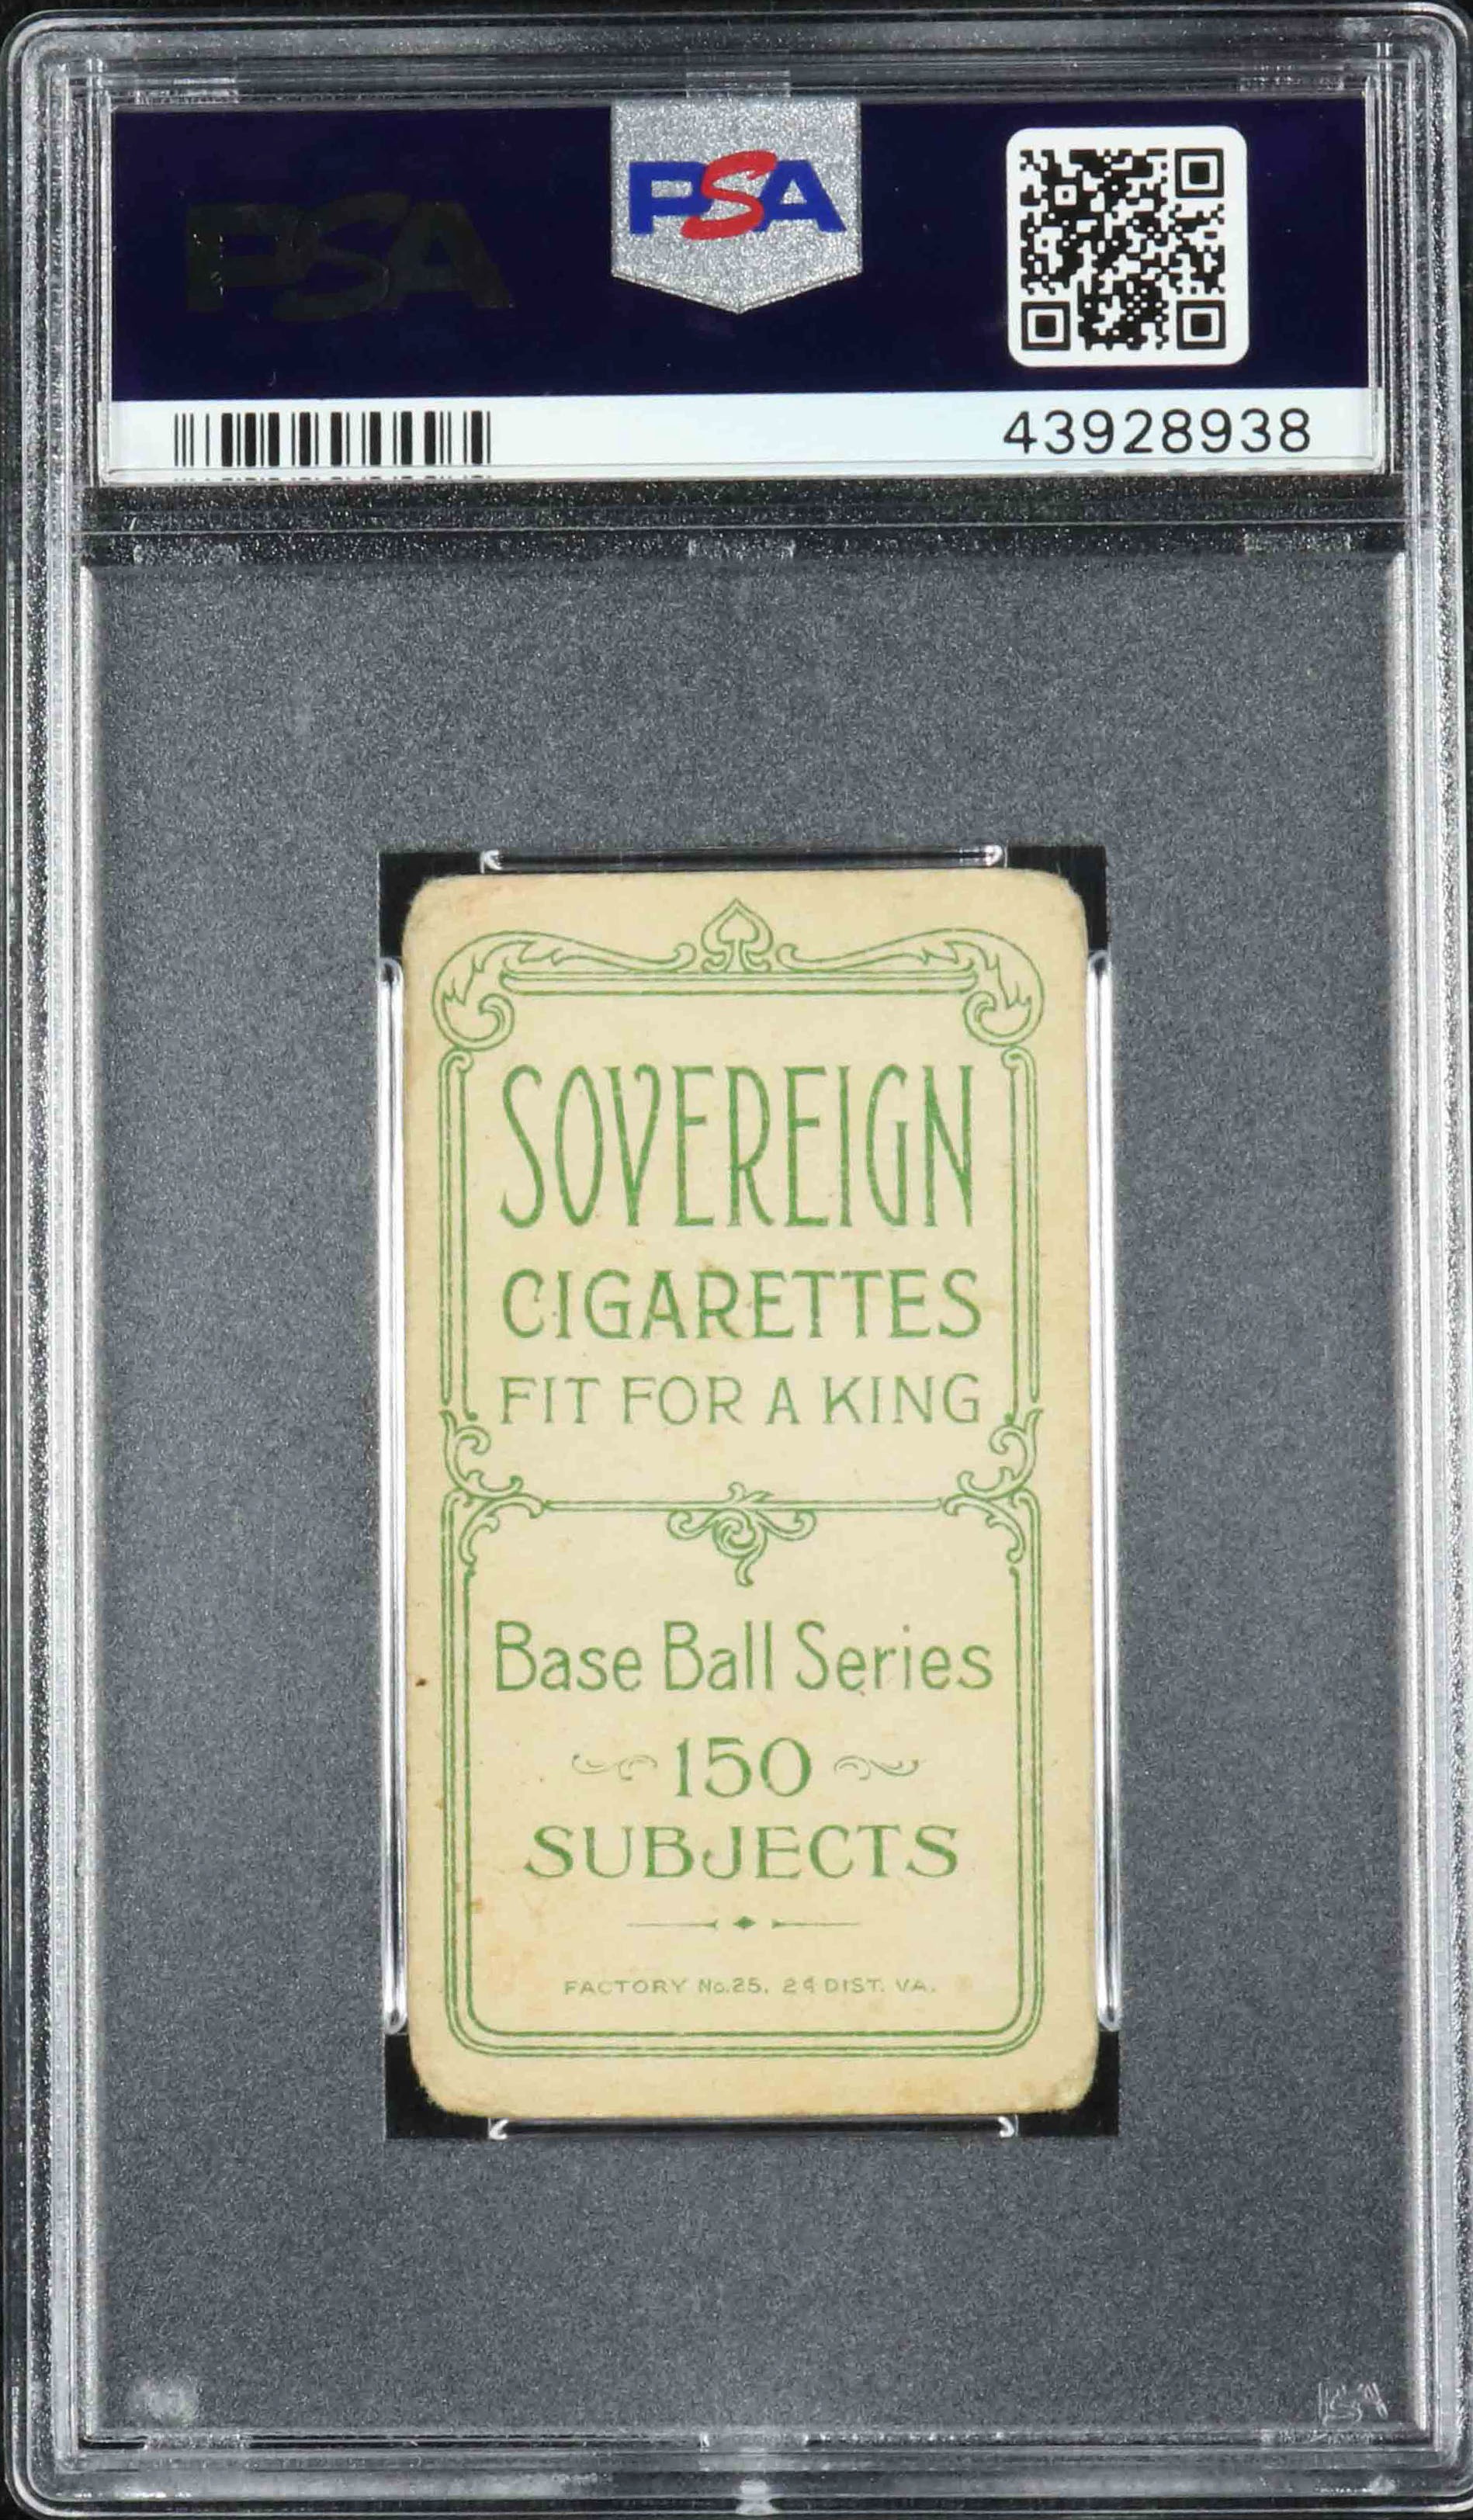 PSA
PSA
43928938
SOVEREIGN
CIGARETTES
FIT FOR A KING
Base Ball Series
150
SUBJECTS
FACTORY No. 25, 2d DIST. VA.
PSA